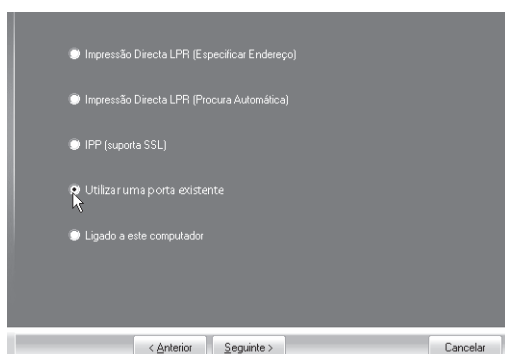 Impressão Directa LPR (Especificar Endereço)
Impressão Directa LPR (Procura Automática)
IPP (suporta SSL)
Utilizar uma porta existente
Ligado a este computador
< Anterior
Seguinte >
Cancelar